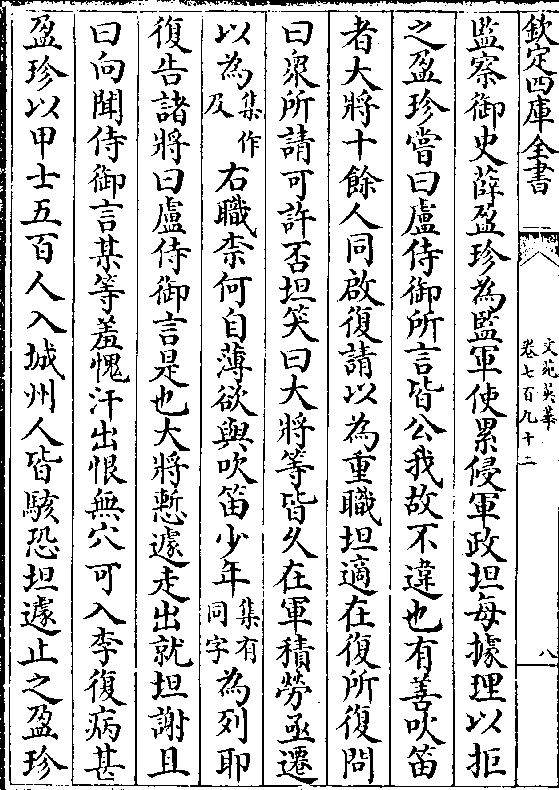 欽定四庫全書
文苑英華
卷七百九十二
八
監察御史薛盈珍為監軍使累侵軍政坦每據理以拒
之盈珍嘗曰盧侍御所言皆公我故不違也有善吹笛
者大將十餘人同啟復請以為重職坦適在復所復問
曰衆所請可許否坦笑曰大將等皆久在軍積勞亟遷
以為集作及右職柰何自薄欲與吹笛少年集有同字為列耶
復告諸將曰盧侍御言是也大將慙遽走出就坦謝且
曰向聞侍御言某等羞愧汗出恨無穴可入李復病甚
盈珍以甲士五百人入城州人皆駭恐坦遽止之盈珍